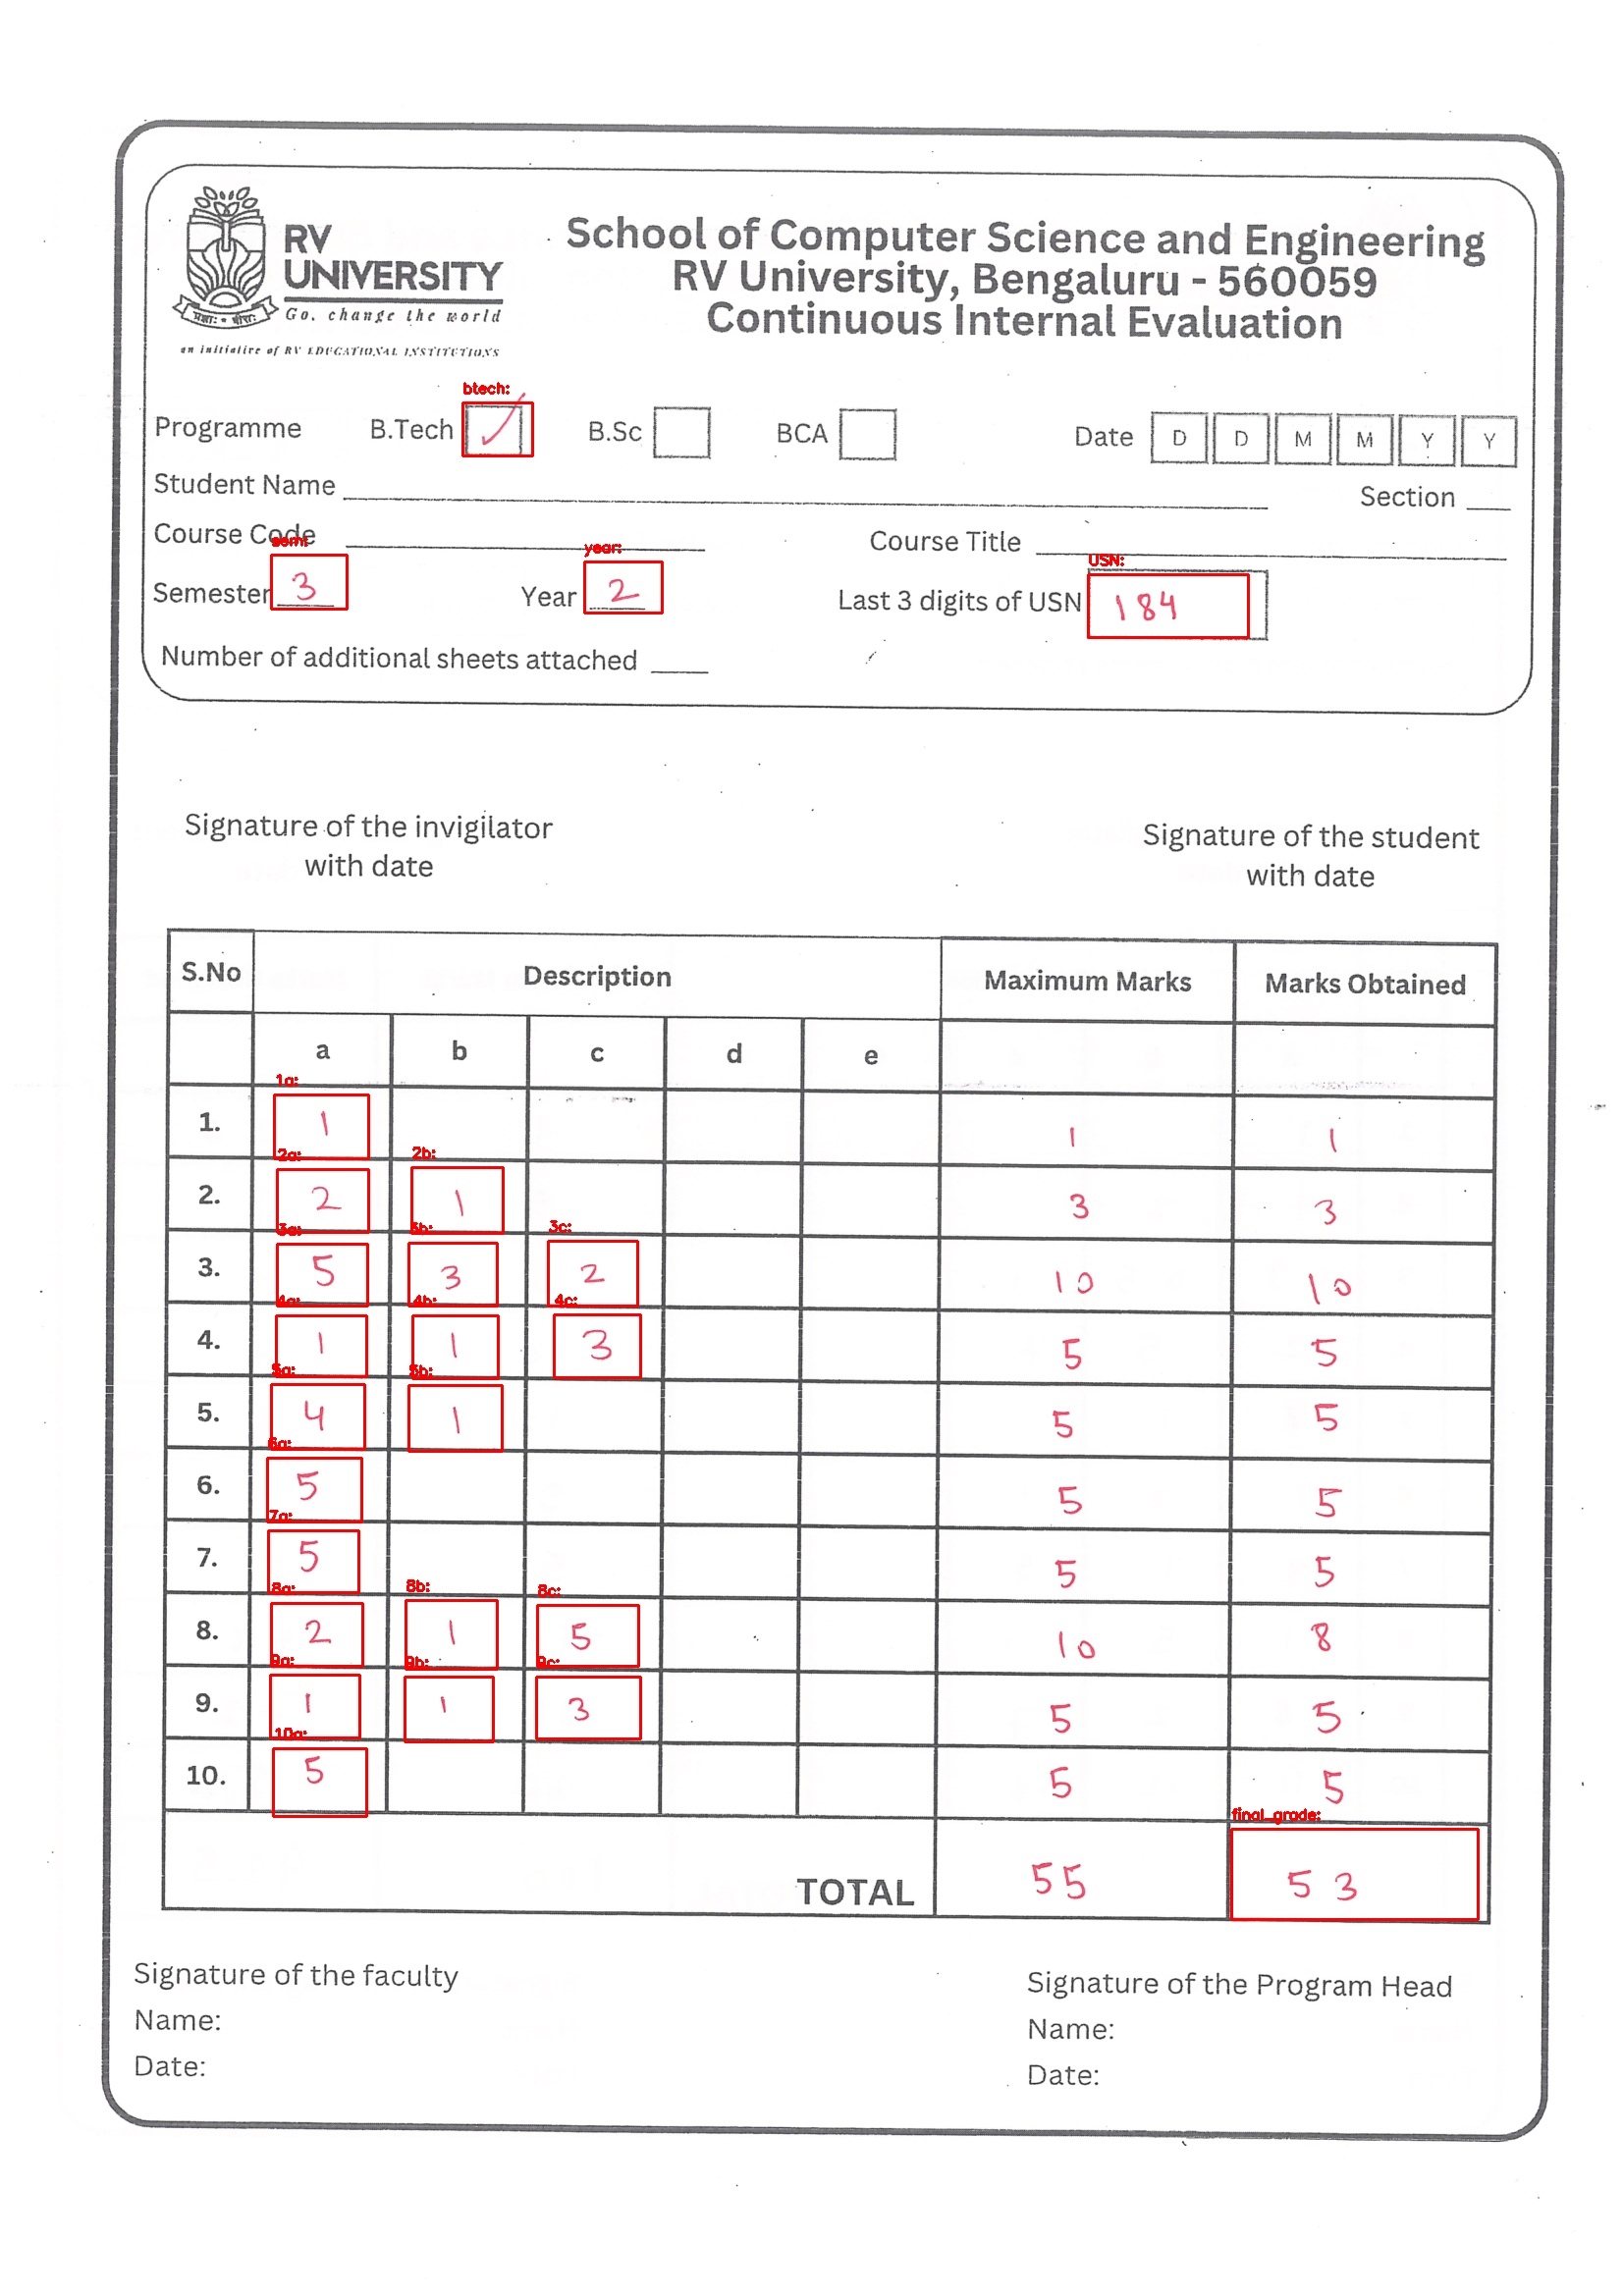 RV
UNIVERSITY
Go, change the world
an initiative of RV EDUCATIONAL INSTITUTIONS
School of Computer Science and Engineering
RV University, Bengaluru - 560059
Continuous Internal Evaluation
btech:
Programme B.Tech ✓ B.Sc BCA Date D D M M Y Y
Student Name Section
Course Code Course Title
sem: year: USN:
Semester 3 Year 2 Last 3 digits of USN 184
Number of additional sheets attached
Signature of the invigilator
with date
Signature of the student
with date
S.No Description Maximum Marks Marks Obtained
a b c d e
1a:
1. 1 1 1
2a: 2b:
2. 2 1 3 3
3a: 3c:
3. 5 3 2 10 10
4a: 4b: 4c:
4. 1 1 3 5 5
5a: 5b:
5. 4 1 5 5
6a:
6. 5 5 5
7a:
7. 5 5 5
8a: 8b: 8c:
8. 2 1 5 10 8
9a: 9b: 9c:
9. 1 1 3 5 5
10a:
10. 5 5 5
final_grade:
TOTAL 55 53
Signature of the faculty
Name:
Date:
Signature of the Program Head
Name:
Date: